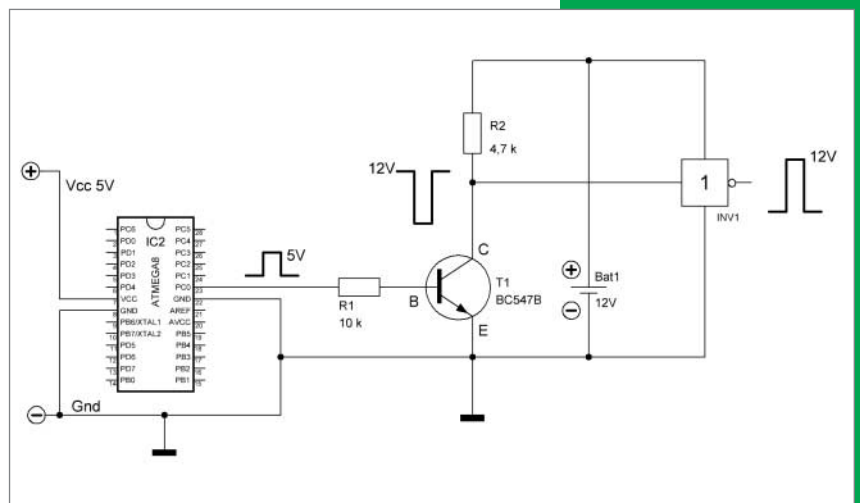 R2
4,7 k
12V
12V
1
INV1
Vcc 5V
IC2
ATMEGA8
PC6
PD0
PD1
PD2
PD3
PD4
VCC
GND
PB6/XTAL1
PB7/XTAL2
PD5
PD6
PD7
PB0
PC5
PC4
PC3
PC2
PC1
PC0
GND
AREF
AVCC
PB5
PB4
PB3
PB2
PB1
5V
R1
10 k
B
C
E
T1
BC547B
Bat1
12V
Gnd